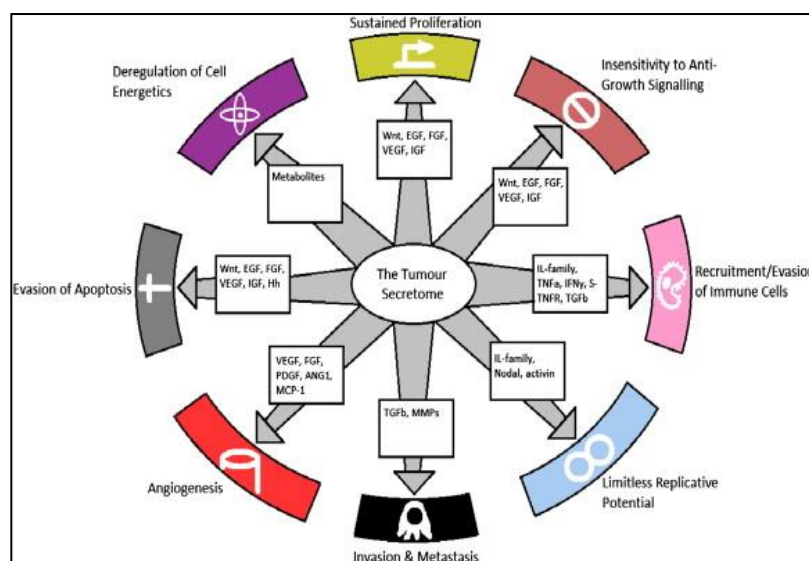 Sustained Proliferation
Deregulation of Cell
Energetics
Insensitivity to Anti-
Growth Signalling
Wnt, EGF, FGF,
VEGF, IGF
Metabolites
Wnt, EGF, FGF,
VEGF, IGF
Evasion of Apoptosis
Wnt, EGF, FGF,
VEGF, IGF, Hh
The Tumour
Secretome
IL-family,
TNFa, IFNγ, S-
TNFR, TGFb
Recruitment/Evasion
of Immune Cells
VEGF, FGF,
PDGF, ANG1,
MCP-1
TGFb, MMPs
IL-family,
Nodal, activin
Angiogenesis
Limitless Replicative
Potential
Invasion & Metastasis